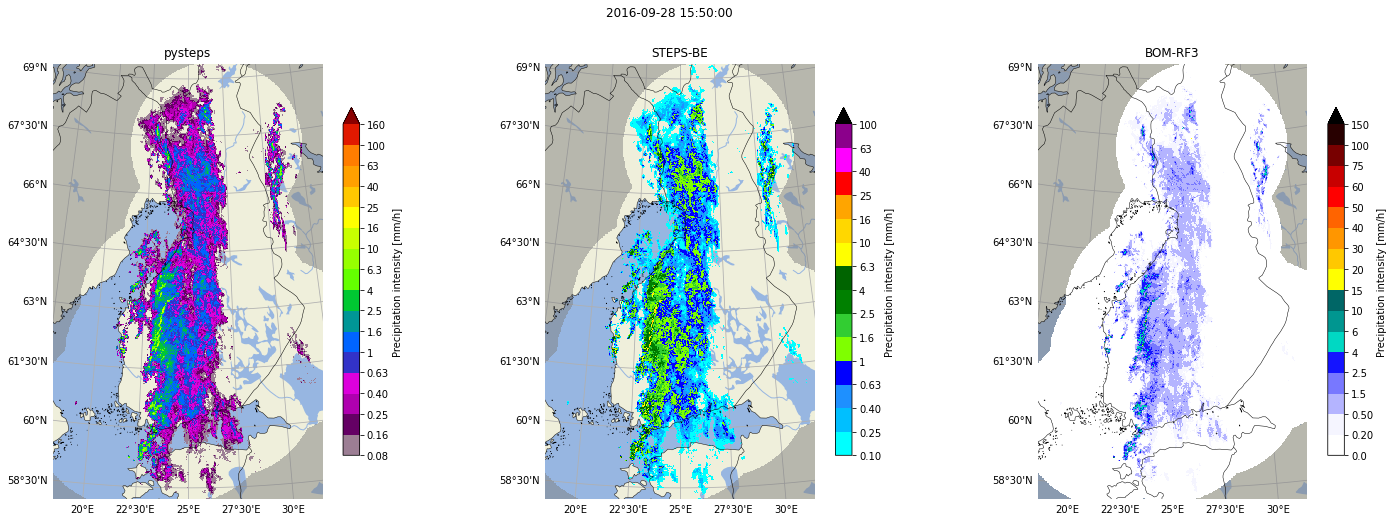 2016-09-28 15:50:00
pysteps
69°N
67°30'N
66°N
64°30'N
63°N
61°30'N
60°N
58°30'N
20°E
22°30'E
25°E
27°30'E
30°E
160
100
63
40
25
16
10
6.3
4
2.5
1.6
1
0.63
0.40
0.25
0.16
0.08
Precipitation intensity [mm/h]
STEPS-BE
69°N
67°30'N
66°N
64°30'N
63°N
61°30'N
60°N
58°30'N
20°E
22°30'E
25°E
27°30'E
30°E
100
63
40
25
16
10
6.3
4
2.5
1.6
1
0.63
0.40
0.25
0.10
Precipitation intensity [mm/h]
BOM-RF3
69°N
67°30'N
66°N
64°30'N
63°N
61°30'N
60°N
58°30'N
20°E
22°30'E
25°E
27°30'E
30°E
150
100
75
60
50
40
30
20
15
10
6
4
2.5
1.5
0.50
0.20
0.0
Precipitation intensity [mm/h]